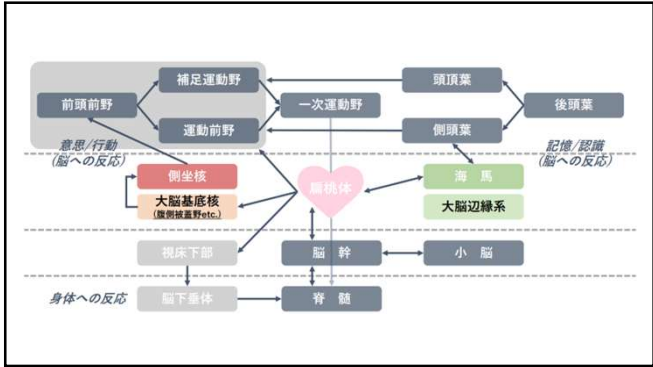 補足運動野
頭頂葉
前頭前野
一次運動野
後頭葉
運動前野
側頭葉
意思/行動
(脳への反応)
記憶/認識
(脳への反応)
側坐核
扁桃体
海 馬
大脳基底核
(腹側被蓋野etc.)
大脳辺縁系
視床下部
脳 幹
小 脳
身体への反応
脳下垂体
脊 髄